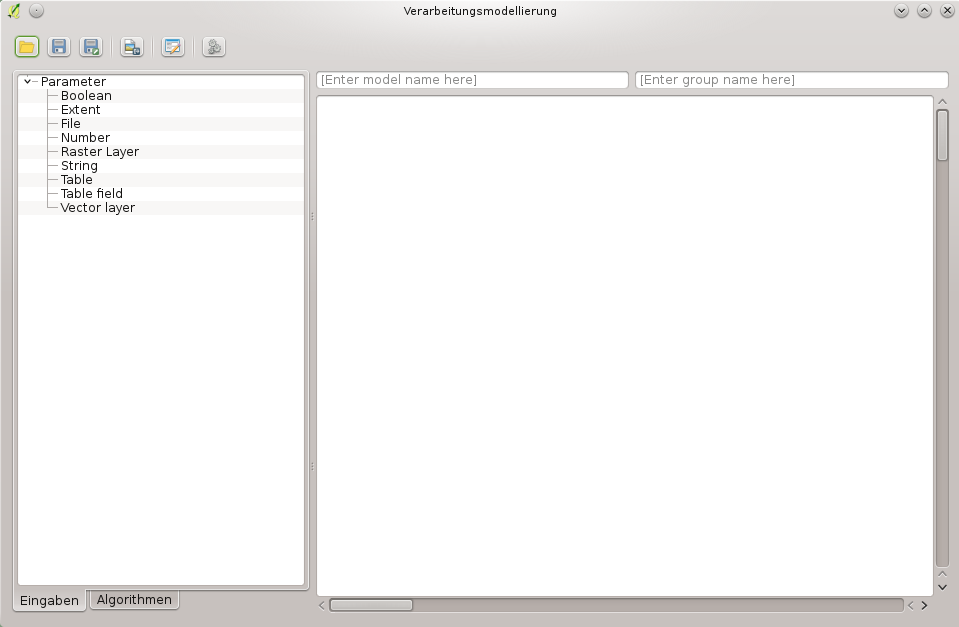 Verarbeitungsmodellierung
Parameter
Boolean
Extent
File
Number
Raster Layer
String
Table
Table field
Vector layer
Eingaben
Algorithmen
[Enter model name here]
[Enter group name here]